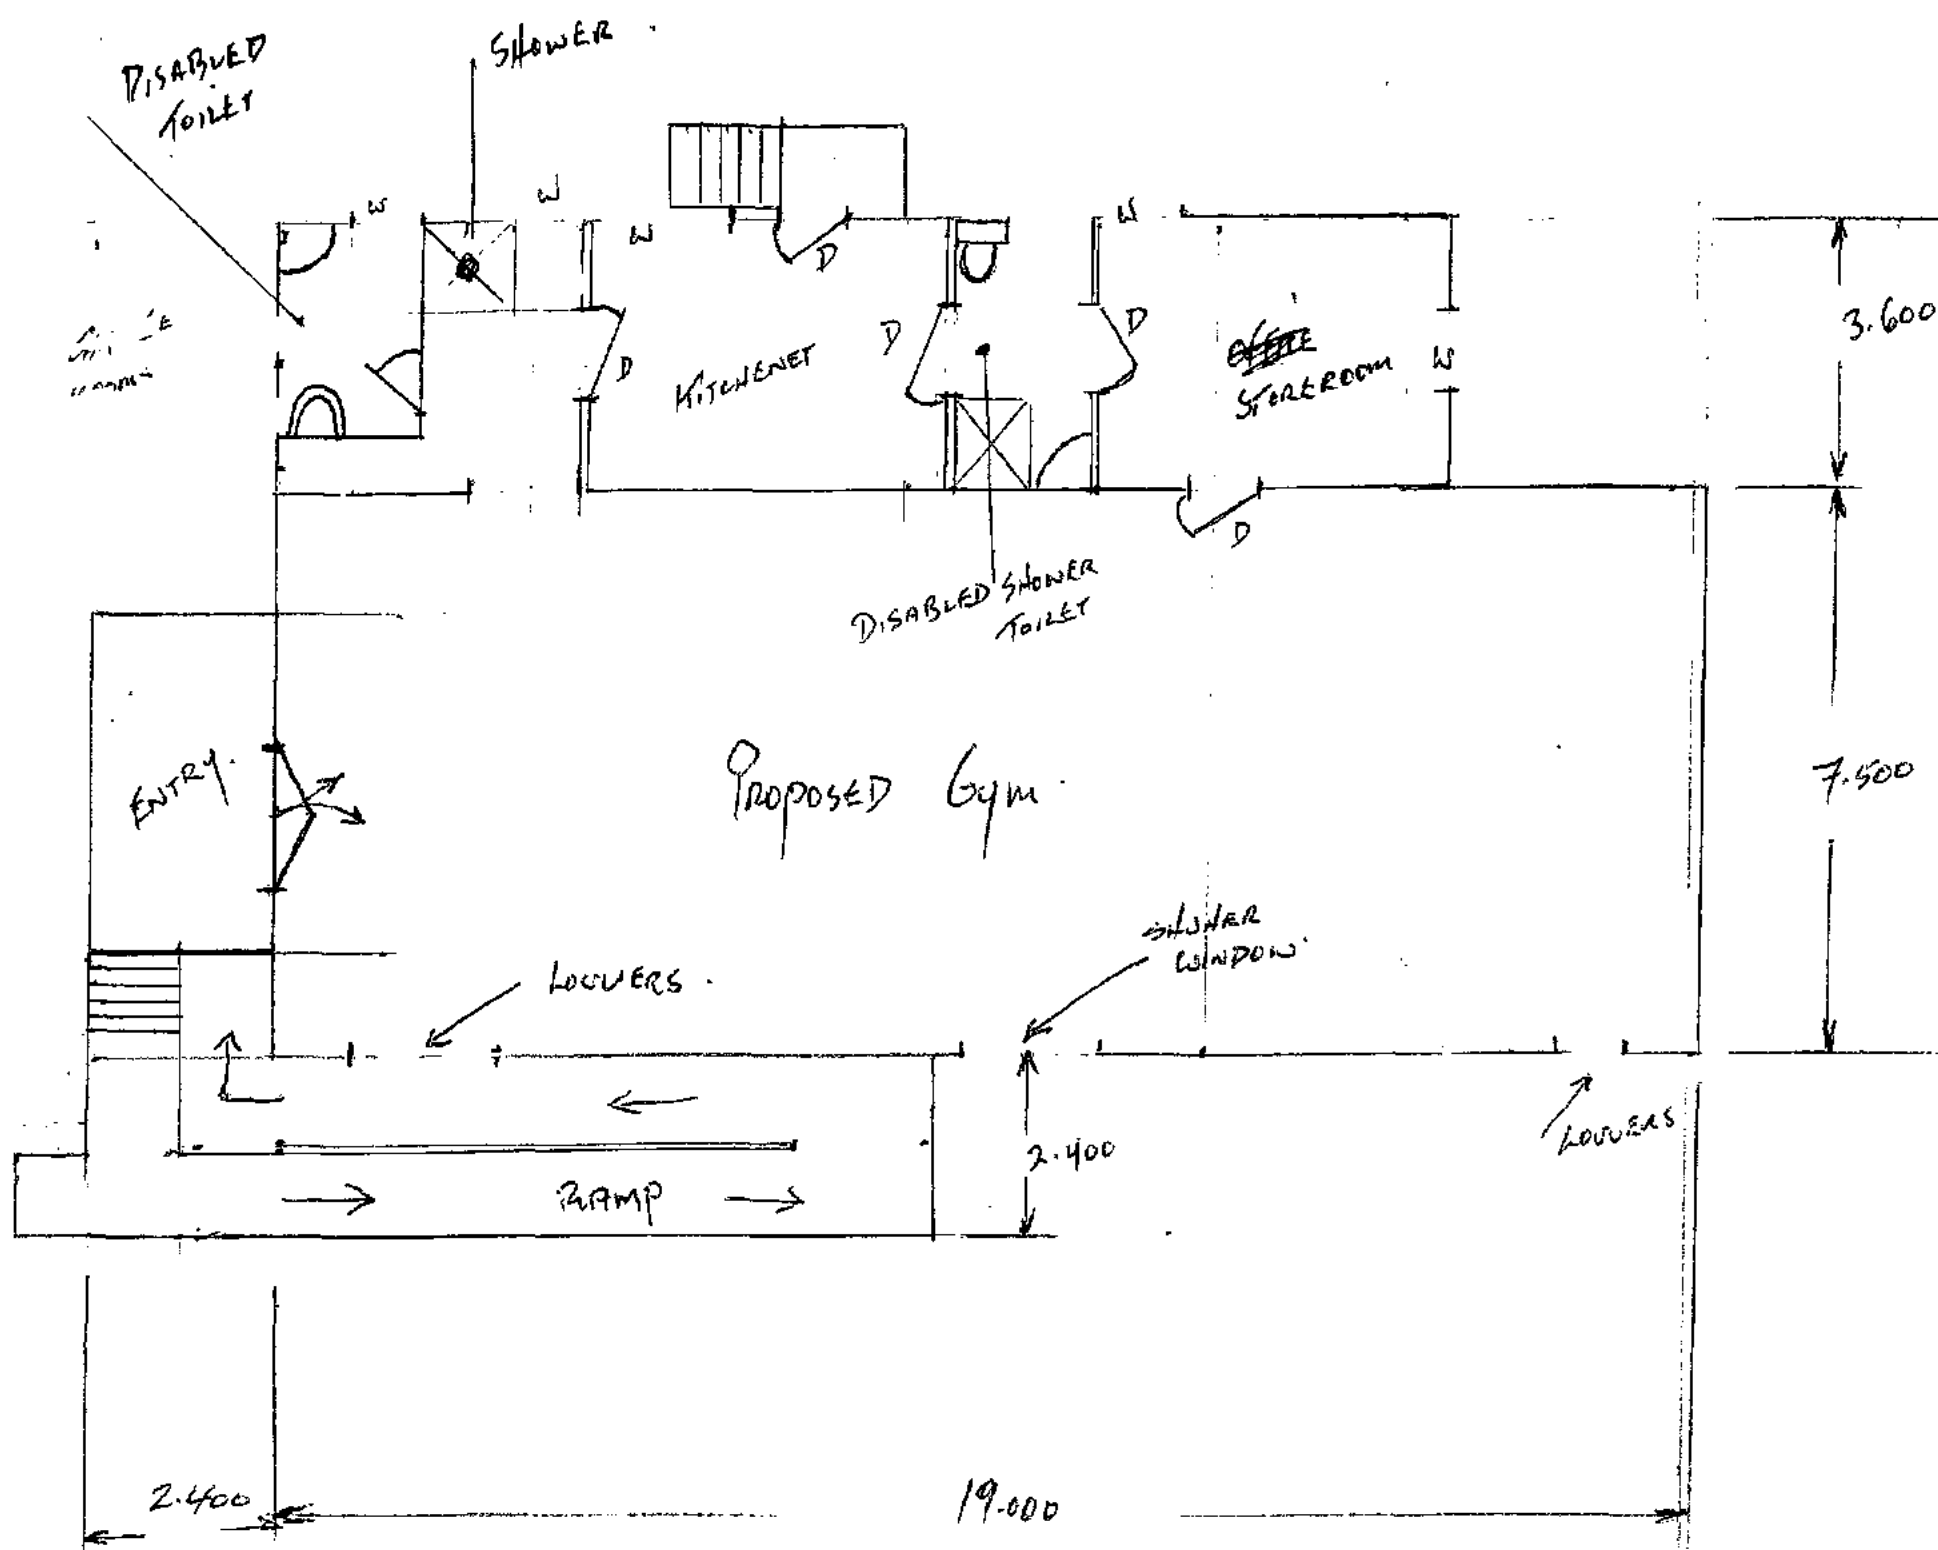 DISABLED
TOILET
SHOWER
W
W
W
D
W
3.600
D
D
D
W
KITCHENET
STOREROOM
D
DISABLED SHOWER
TOILET
ENTRY.
PROPOSED GYM.
7.500
WINDOW
LOUVERS.
2.400
LOUVERS
RAMP
2.400
19.000